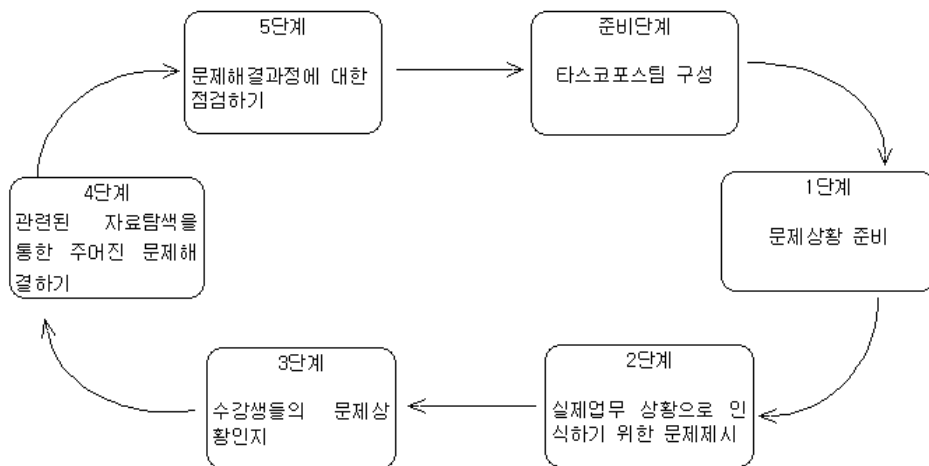 5단계
문제해결과정에 대한
점검하기
준비단계
타스코포스팀 구성
1단계
문제상황 준비
2단계
실제업무 상황으로 인
식하기 위한 문제제시
3단계
수강생들의 문제상
황인지
4단계
관련된 자료탐색을
통한 주어진 문제해
결하기